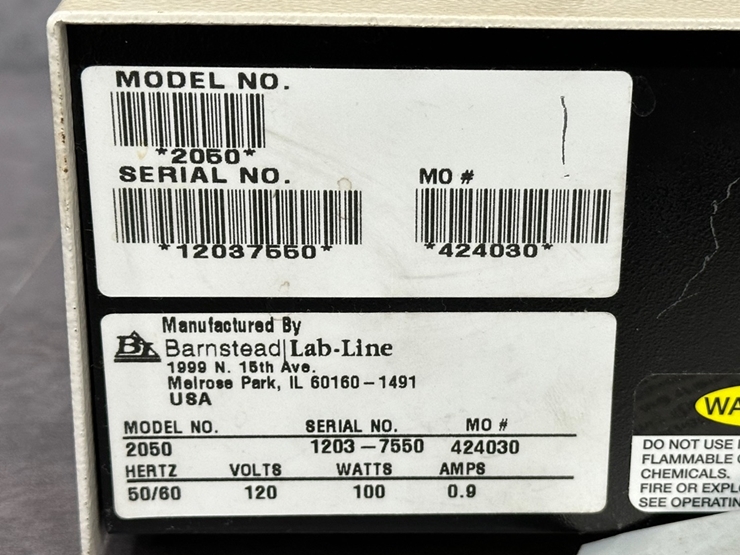 MODEL NO.
*2050*
SERIAL NO.
*12037550*
MO #
*424030*
Manufactured By
Barnstead|Lab-Line
1999 N. 15th Ave.
Melrose Park, IL 60160-1491
USA
MODEL NO. SERIAL NO. MO #
2050 1203-7550 424030
HERTZ VOLTS WATTS AMPS
50/60 120 100 0.9
WA
DO NOT USE
FLAMMABLE
CHEMICALS.
FIRE OR EXPL
SEE OPERATIN